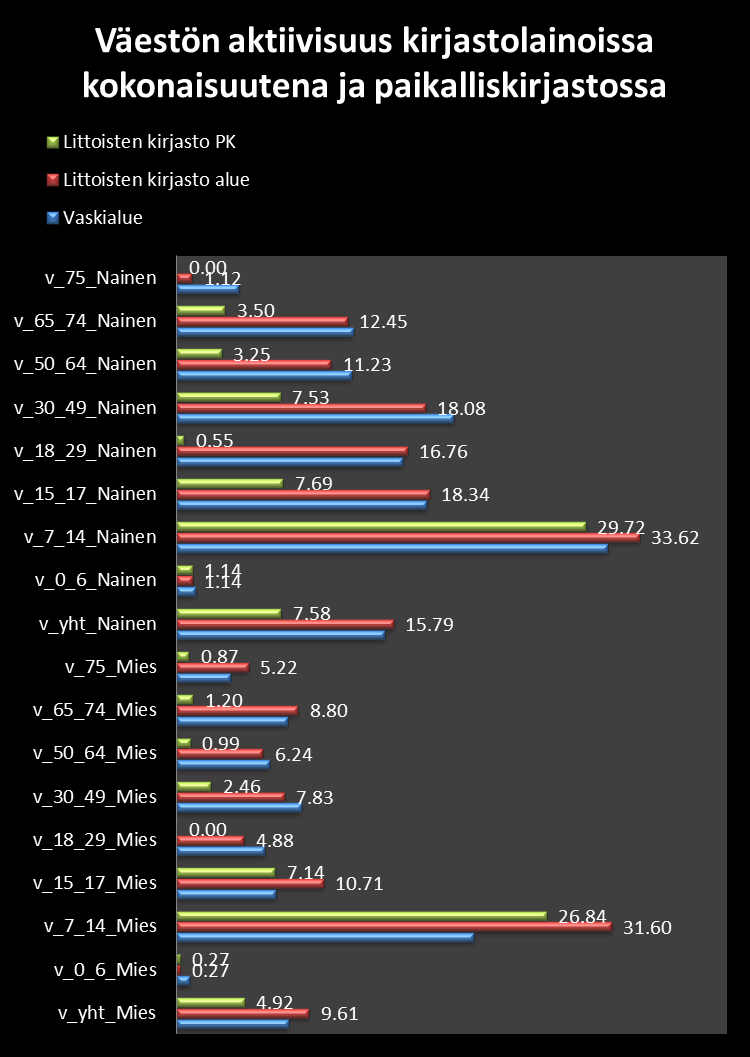 Väestön aktiivisuus kirjastolainoissa
kokonaisuutena ja paikalliskirjastossa
Littoisten kirjasto PK
Littoisten kirjasto alue
Vaskialue
v_75_Nainen
0.00
1.12
v_65_74_Nainen
3.50
12.45
v_50_64_Nainen
3.25
11.23
v_30_49_Nainen
7.53
18.08
v_18_29_Nainen
0.55
16.76
v_15_17_Nainen
7.69
18.34
v_7_14_Nainen
29.72
33.62
v_0_6_Nainen
1.14
1.14
v_yht_Nainen
7.58
15.79
v_75_Mies
0.87
5.22
v_65_74_Mies
1.20
8.80
v_50_64_Mies
0.99
6.24
v_30_49_Mies
2.46
7.83
v_18_29_Mies
0.00
4.88
v_15_17_Mies
7.14
10.71
v_7_14_Mies
26.84
31.60
v_0_6_Mies
0.27
0.27
v_yht_Mies
4.92
9.61